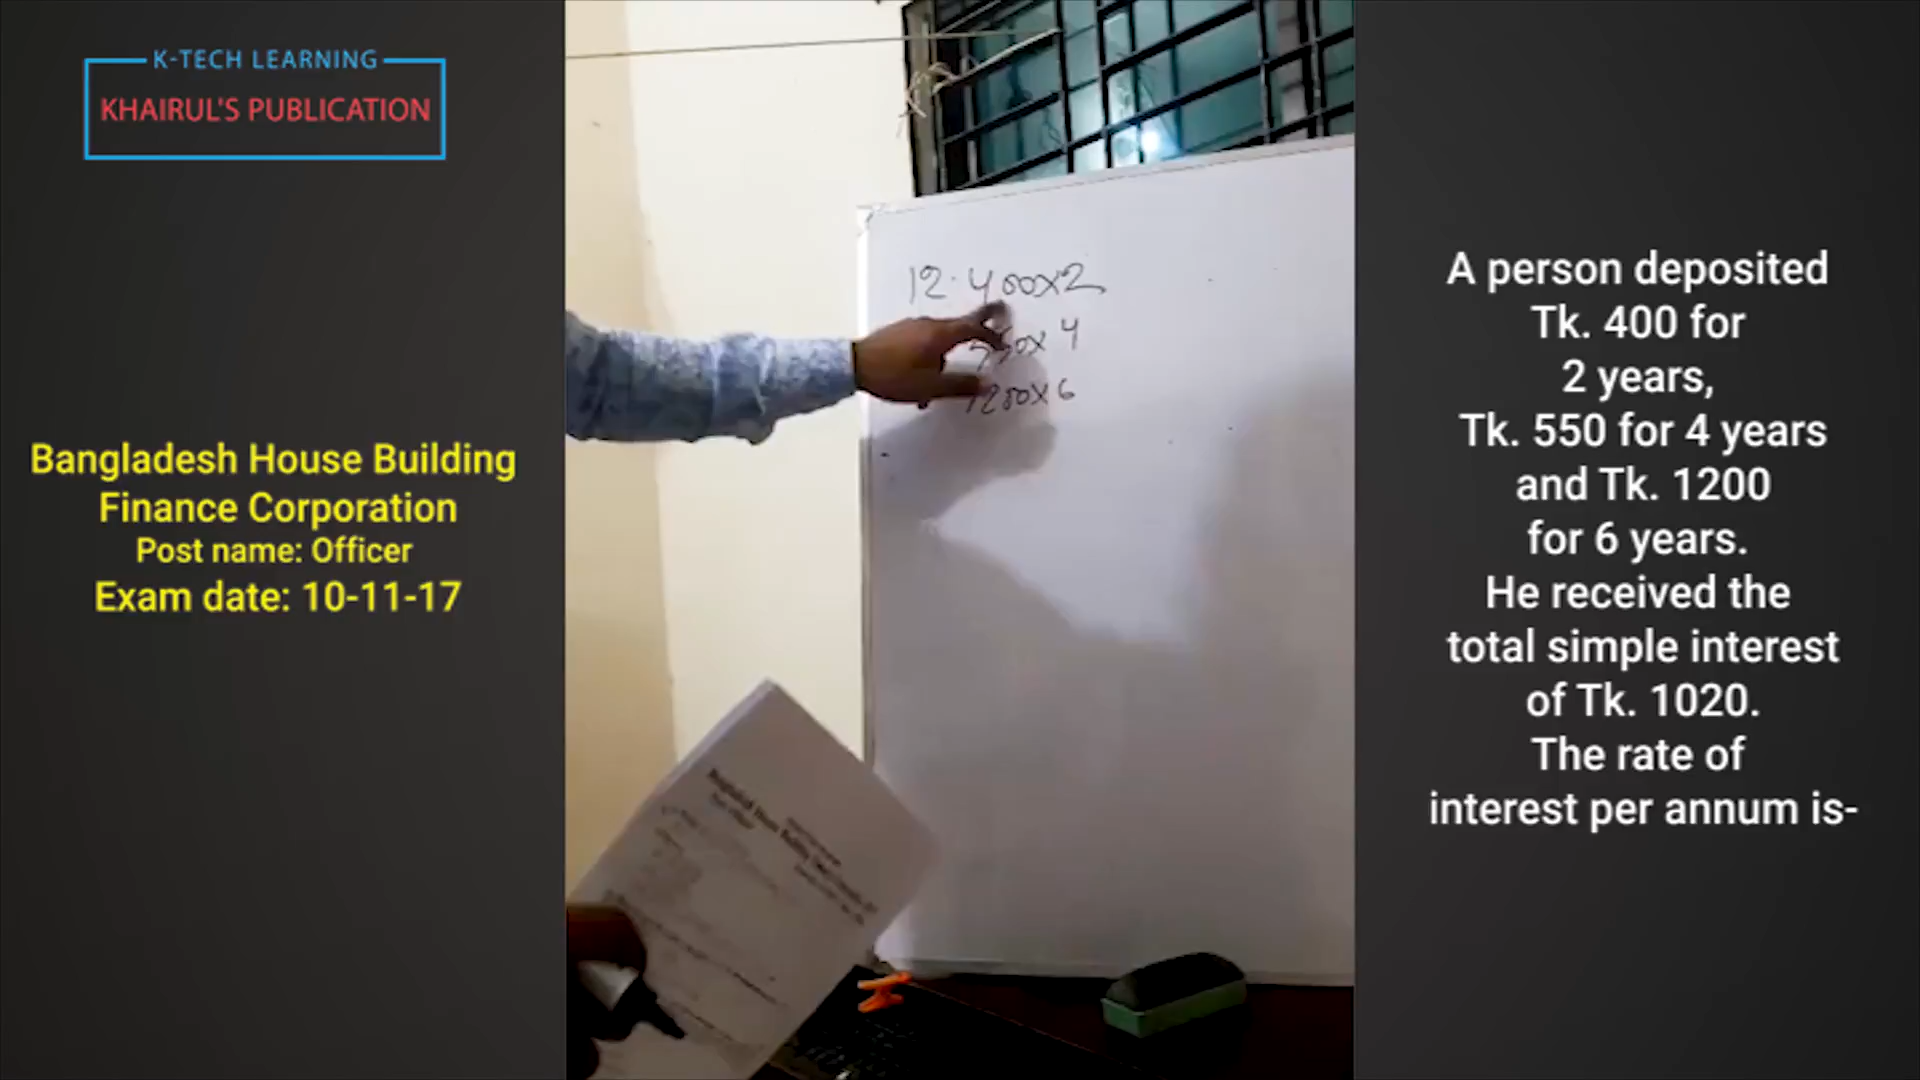 K-TECH LEARNING
KHAIRUL'S PUBLICATION
Bangladesh House Building
Finance Corporation
Post name: Officer
Exam date: 10-11-17
12. 400x2
550x 4
1200x6
A person deposited
Tk. 400 for
2 years,
Tk. 550 for 4 years
and Tk. 1200
for 6 years.
He received the
total simple interest
of Tk. 1020.
The rate of
interest per annum is-